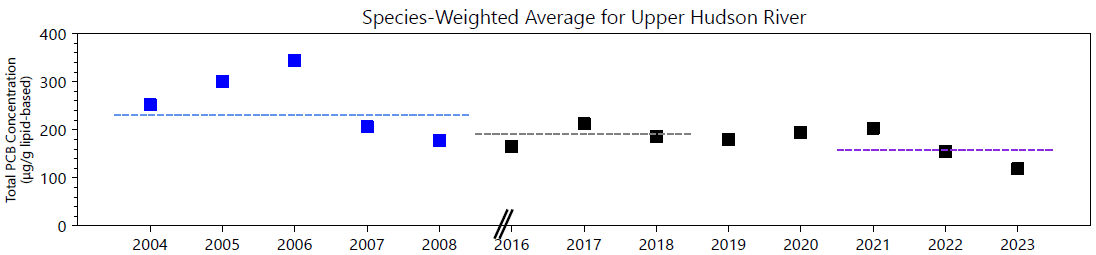 Species-Weighted Average for Upper Hudson River
Total PCB Concentration
(µg/g lipid-based)
400
300
200
100
0
2004 2005 2006 2007 2008 2016 2017 2018 2019 2020 2021 2022 2023